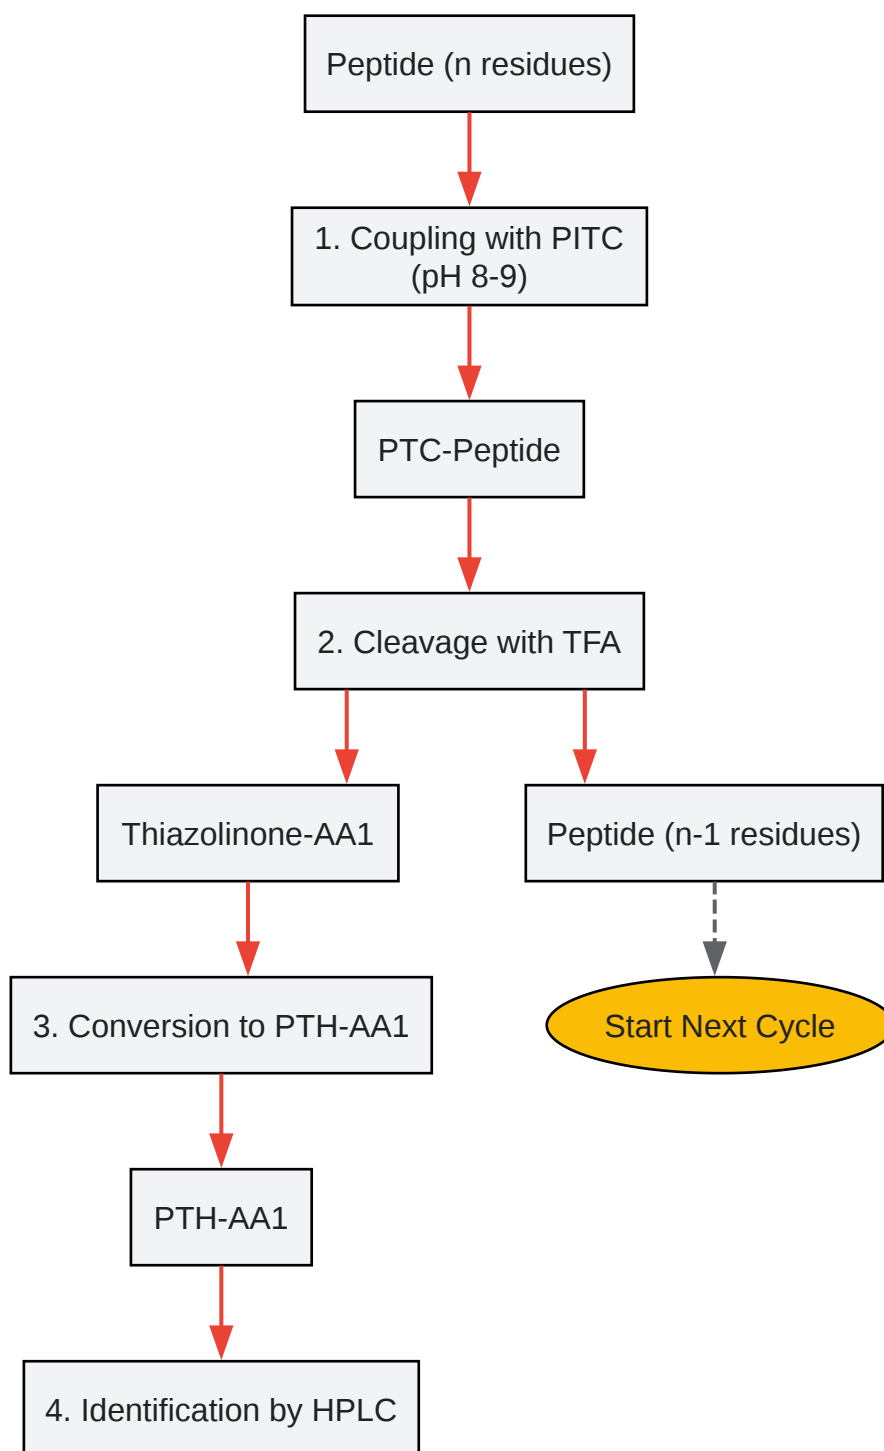 Peptide (n residues)
1. Coupling with PITC
(pH 8-9)
PTC-Peptide
2. Cleavage with TFA
Thiazolinone-AA1
Peptide (n-1 residues)
3. Conversion to PTH-AA1
Start Next Cycle
PTH-AA1
4. Identification by HPLC